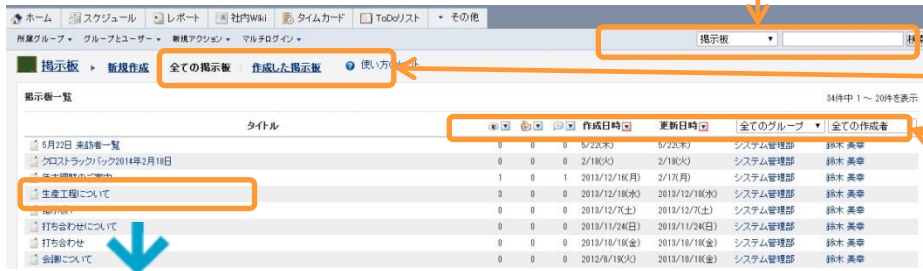 ホーム スケジュール レポート 社内Wiki タイムカード ToDoリスト その他
所属グループ グループとユーザー 新規アクション マルチログイン 掲示板
掲示板 新規作成 全ての掲示板 作成した掲示板 使い方の
掲示板一覧 34件中 1 ～ 20件を表示
タイトル 作成日時 更新日時 全てのグループ 全ての作成者
5月22日 来訪者一覧 0 0 0 5/22(木) 5/22(木) システム管理部 鈴木 美幸
クロストラックパック2014年2月18日 0 0 0 2/18(火) 2/18(火) システム管理部 鈴木 美幸
1 0 1 2013/12/16(月) 2/17(月) システム管理部 鈴木 美幸
生産工程について 3 0 0 2013/12/18(水) 2013/12/18(水) システム管理部 鈴木 美幸
0 0 0 2013/12/7(土) 2013/12/7(土) システム管理部 鈴木 美幸
打ち合わせについて 0 0 0 2013/11/24(日) 2013/11/24(日) システム管理部 鈴木 美幸
打ち合わせ 0 0 0 2013/10/18(金) 2013/10/18(金) システム管理部 鈴木 美幸
会議について 0 0 0 2013/10/18(金) システム管理部 鈴木 美幸